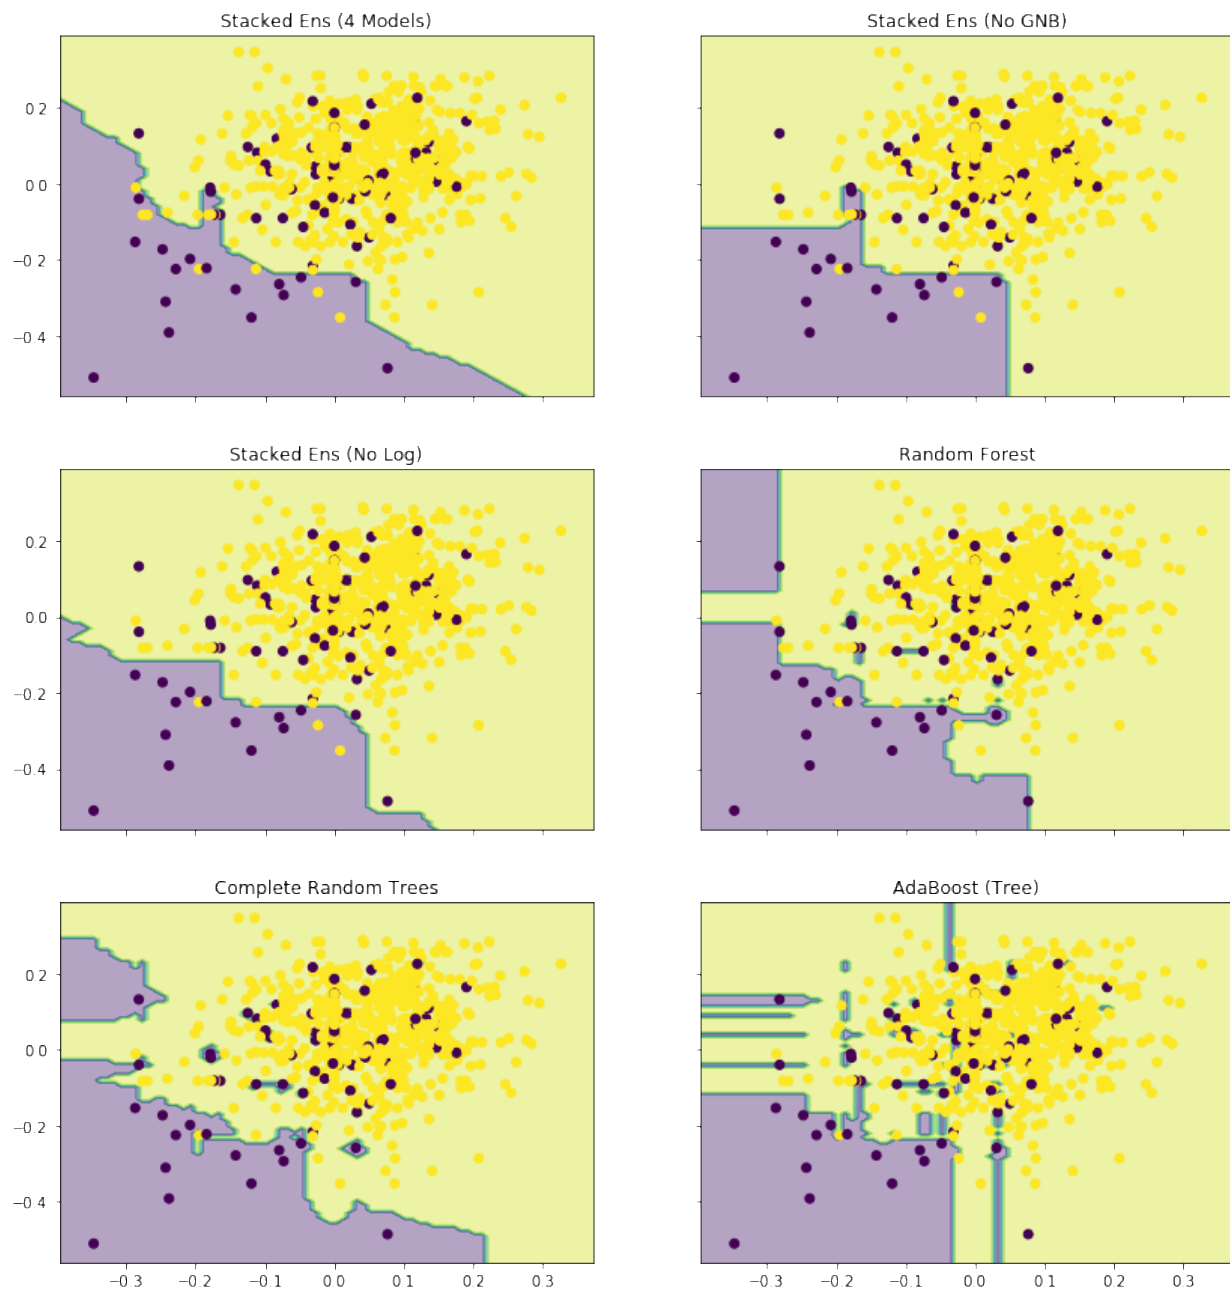 Stacked Ens (4 Models)
Stacked Ens (No GNB)
0.2
0.0
−0.2
−0.4
Stacked Ens (No Log)
Random Forest
0.2
0.0
−0.2
−0.4
Complete Random Trees
AdaBoost (Tree)
0.2
0.0
−0.2
−0.4
−0.3 −0.2 −0.1 0.0 0.1 0.2 0.3
−0.3 −0.2 −0.1 0.0 0.1 0.2 0.3